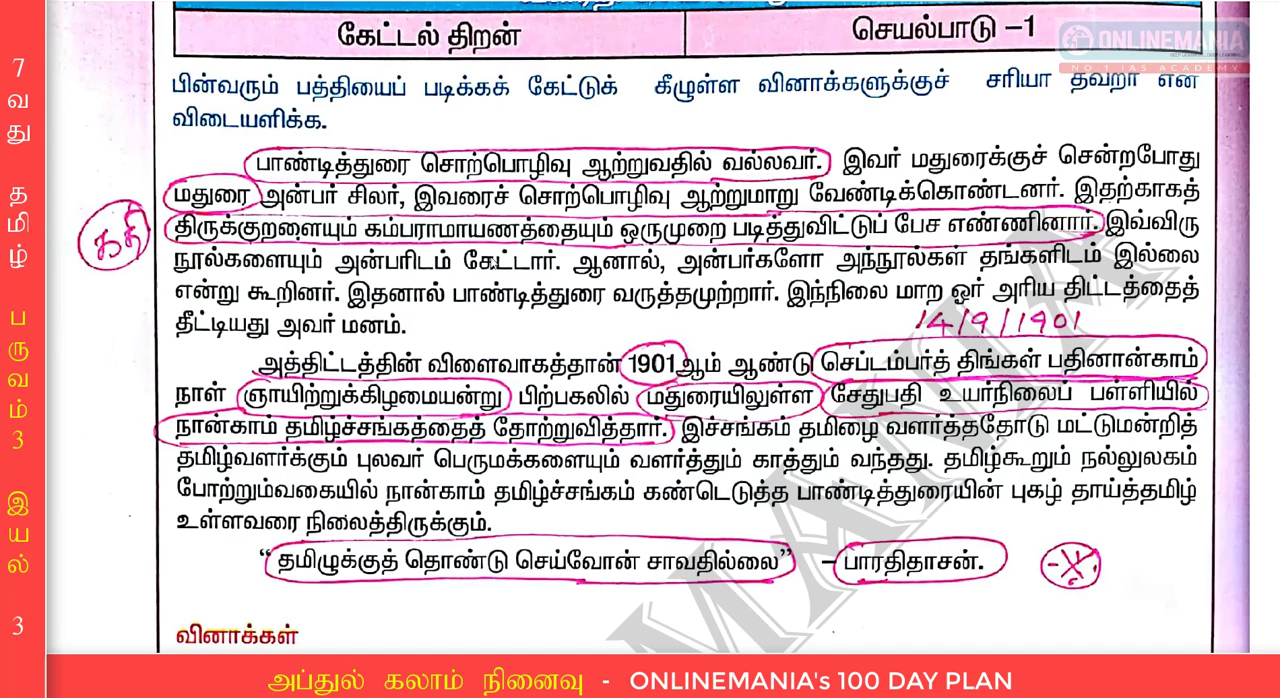 கேட்டல் திறன்
செயல்பாடு –1
ONLINEMANIA
NO.1 IAS ACADEMY
பின்வரும் பத்தியைப் படிக்கக் கேட்டுக் கீழுள்ள வினாக்களுக்குச் சரியா தவறா என
விடையளிக்க.
பாண்டித்துரை சொற்பொழிவு ஆற்றுவதில் வல்லவர். இவர் மதுரைக்குச் சென்றபோது
மதுரை அன்பர் சிலர், இவரைச் சொற்பொழிவு ஆற்றுமாறு வேண்டிக்கொண்டனர். இதற்காகத்
திருக்குறளையும் கம்பராமாயணத்தையும் ஒருமுறை படித்துவிட்டுப் பேச எண்ணினார். இவ்விரு
கதி
நூல்களையும் அன்பரிடம் கேட்டார். ஆனால், அன்பர்களோ அந்நூல்கள் தங்களிடம் இல்லை
என்று கூறினர். இதனால் பாண்டித்துரை வருத்தமுற்றார். இந்நிலை மாற ஓர் அரிய திட்டத்தைத்
தீட்டியது அவர் மனம்.
14/9/1901
அத்திட்டத்தின் விளைவாகத்தான் 1901ஆம் ஆண்டு செப்டம்பர்த் திங்கள் பதினான்காம்
நாள் ஞாயிற்றுக்கிழமையன்று பிற்பகலில் மதுரையிலுள்ள சேதுபதி உயர்நிலைப் பள்ளியில்
நான்காம் தமிழ்ச்சங்கத்தைத் தோற்றுவித்தார். இச்சங்கம் தமிழை வளர்த்ததோடு மட்டுமன்றித்
தமிழ்வளர்க்கும் புலவர் பெருமக்களையும் வளர்த்தும் காத்தும் வந்தது. தமிழ்கூறும் நல்லுலகம்
போற்றும்வகையில் நான்காம் தமிழ்ச்சங்கம் கண்டெடுத்த பாண்டித்துரையின் புகழ் தாய்த்தமிழ்
உள்ளவரை நிலைத்திருக்கும்.
“தமிழுக்குத் தொண்டு செய்வோன் சாவதில்லை” – பாரதிதாசன்.
வினாக்கள்
7 வது தமிழ் பருவம் 3 இயல் 3
அப்துல் கலாம் நினைவு - ONLINEMANIA's 100 DAY PLAN